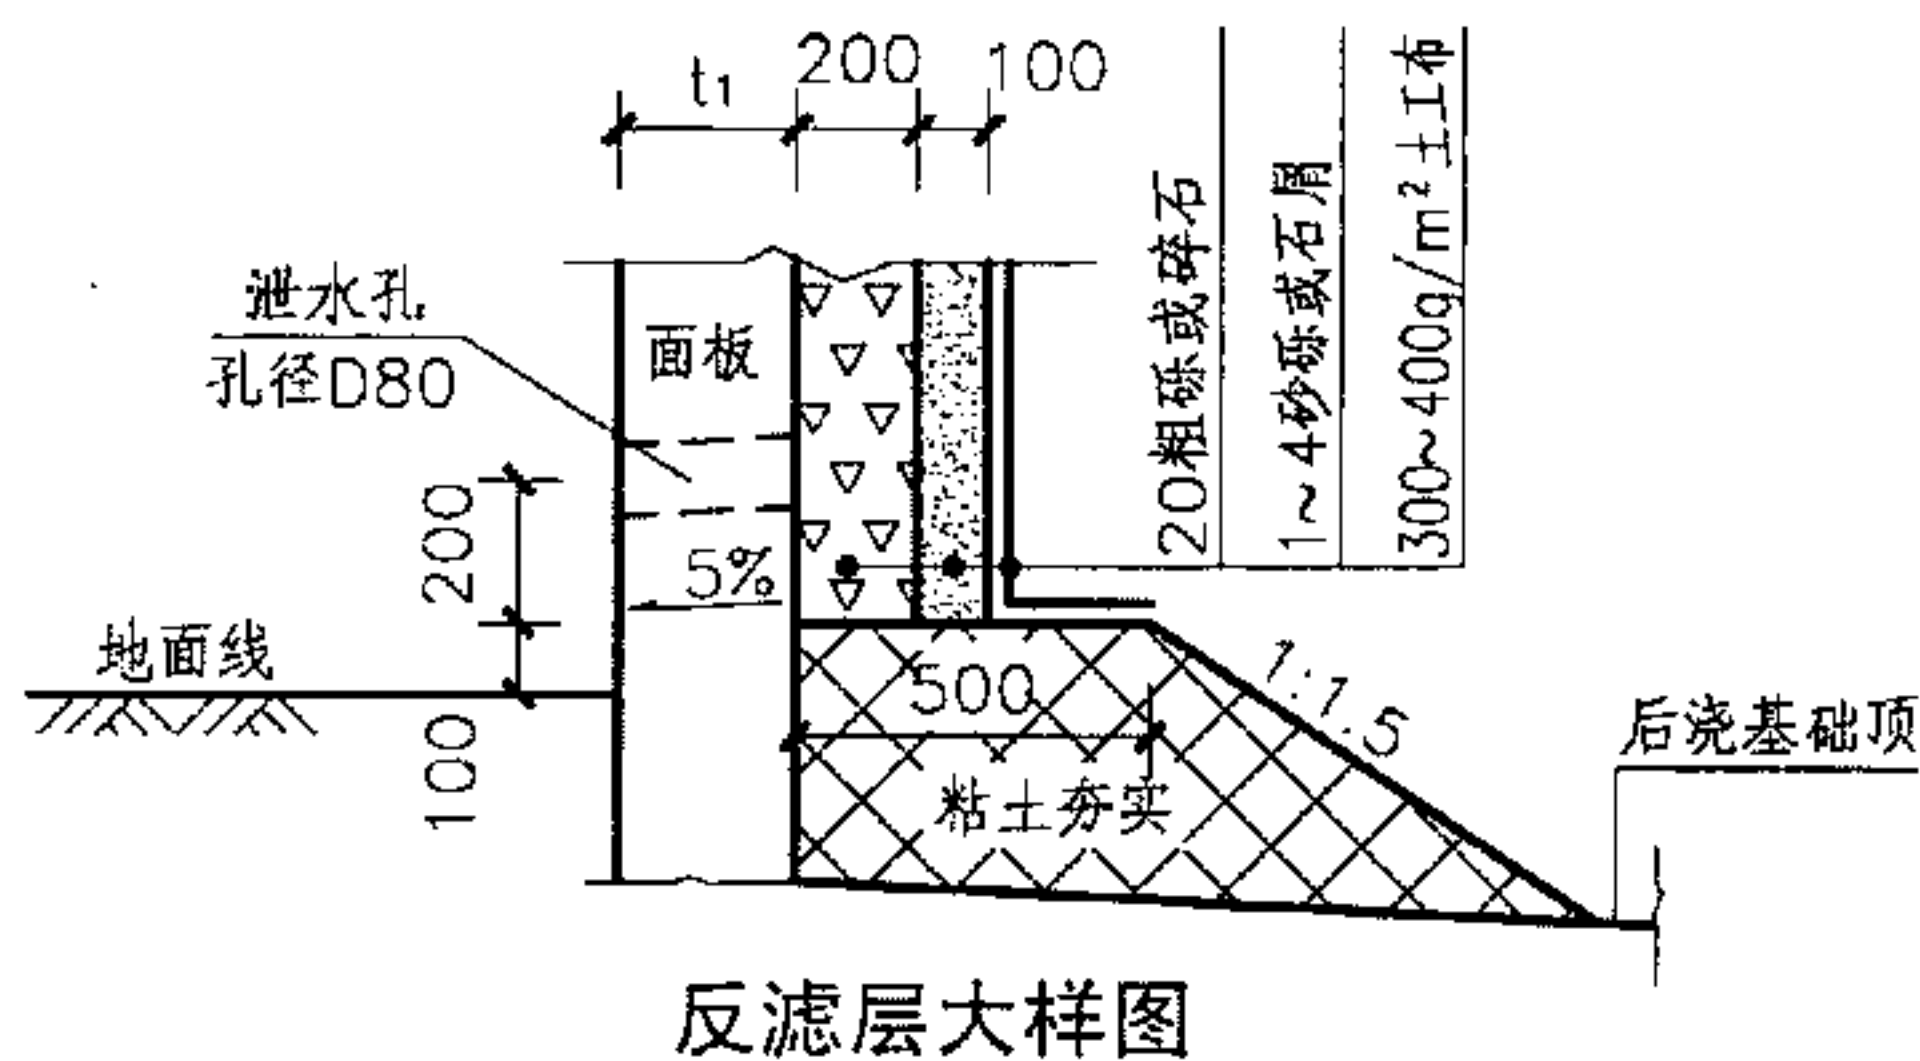 t₁
200
100
20粗砾或碎石
1~4砂砾或石屑
300~400g/m²土工布
泄水孔
孔径D80
面板
200
5%
地面线
100
500
1:1.5
粘土夯实
后浇基础顶
反滤层大样图